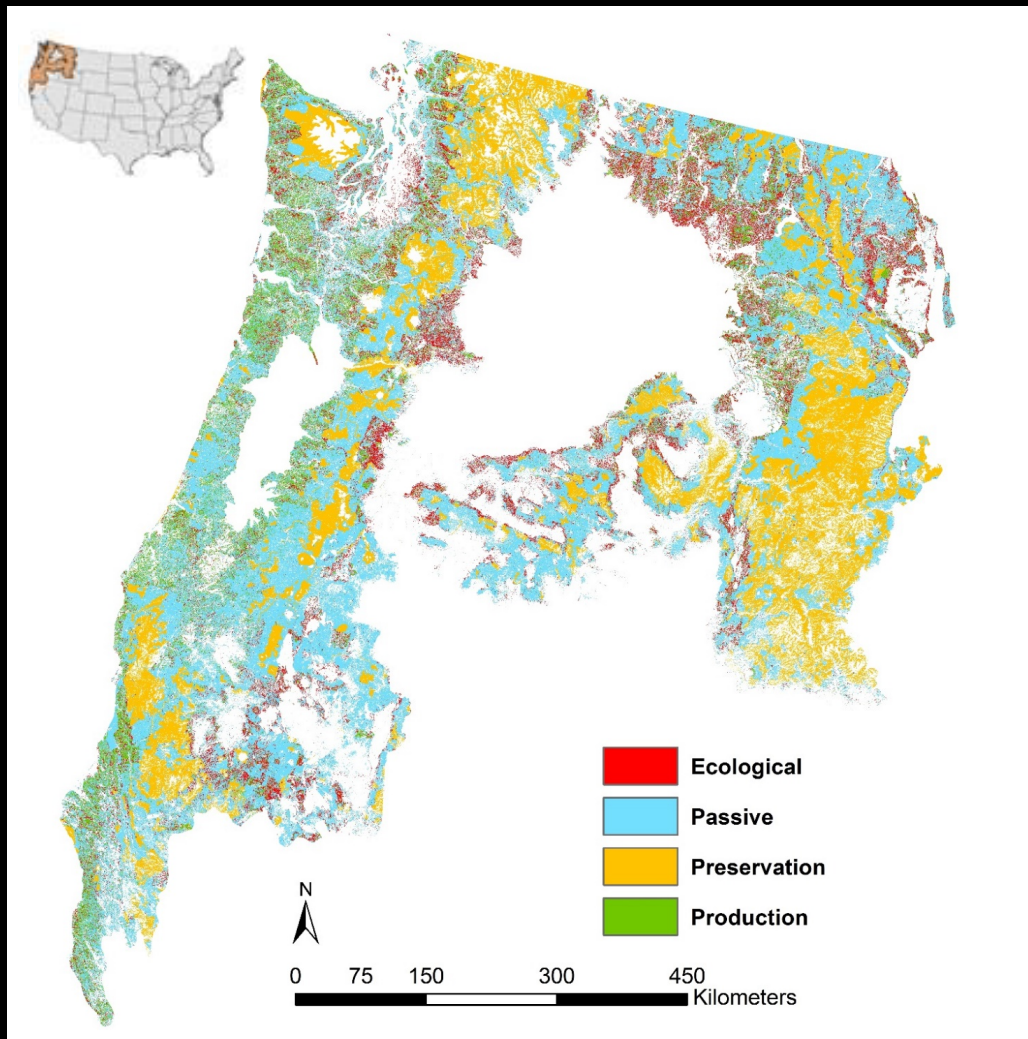 Ecological
Passive
Preservation
Production
N
0 75 150 300 450
Kilometers